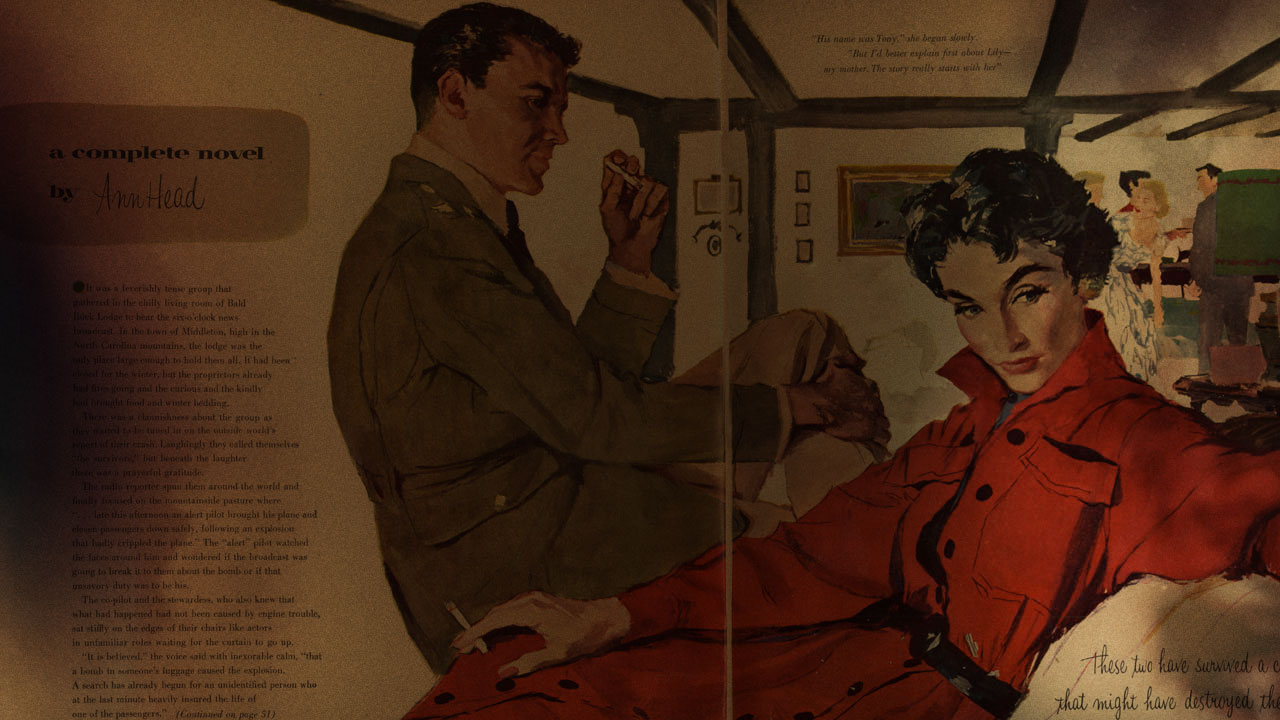 a complete novel
by Ann Head
It was a feverishly tense group that
gathered in the chilly living room of Bald
Lodge to hear the six-o'clock news
broadcast. In the town of Middleton, high in the
North Carolina mountains, the lodge was the
only place large enough to hold them all. It had been
closed for the winter, but the proprietors already
had fires going and the curious and the kindly
had brought food and winter bedding.
There was a clannishness about the group as
they waited to be tuned in on the outside world's
report of their crash. Laughingly they called themselves
"the survivors," but beneath the laughter
there was a prayerful gratitude.
The radio reporter spun them around the world and
finally focused on the mountainside pasture where
late this afternoon an alert pilot brought his plane and
eleven passengers down safely, following an explosion
that badly crippled the plane." The "alert" pilot watched
the faces around him and wondered if the broadcast was
going to break it to them about the bomb or if that
unsavory duty was to be his.
The co-pilot and the stewardess, who also knew that
what had happened had not been caused by engine trouble,
sat stiffly on the edges of their chairs like actors
in unfamiliar roles waiting for the curtain to go up.
"It is believed," the voice said with inexorable calm, "that
a bomb in someone's luggage caused the explosion.
A search has already begun for an unidentified person who
at the last minute heavily insured the life of
one of the passengers." (Continued on page 51)
"His name was Tony," she began slowly.
"But I'd better explain first about Lily—
my mother. The story really starts with her"
These two have survived a c
that might have destroyed th